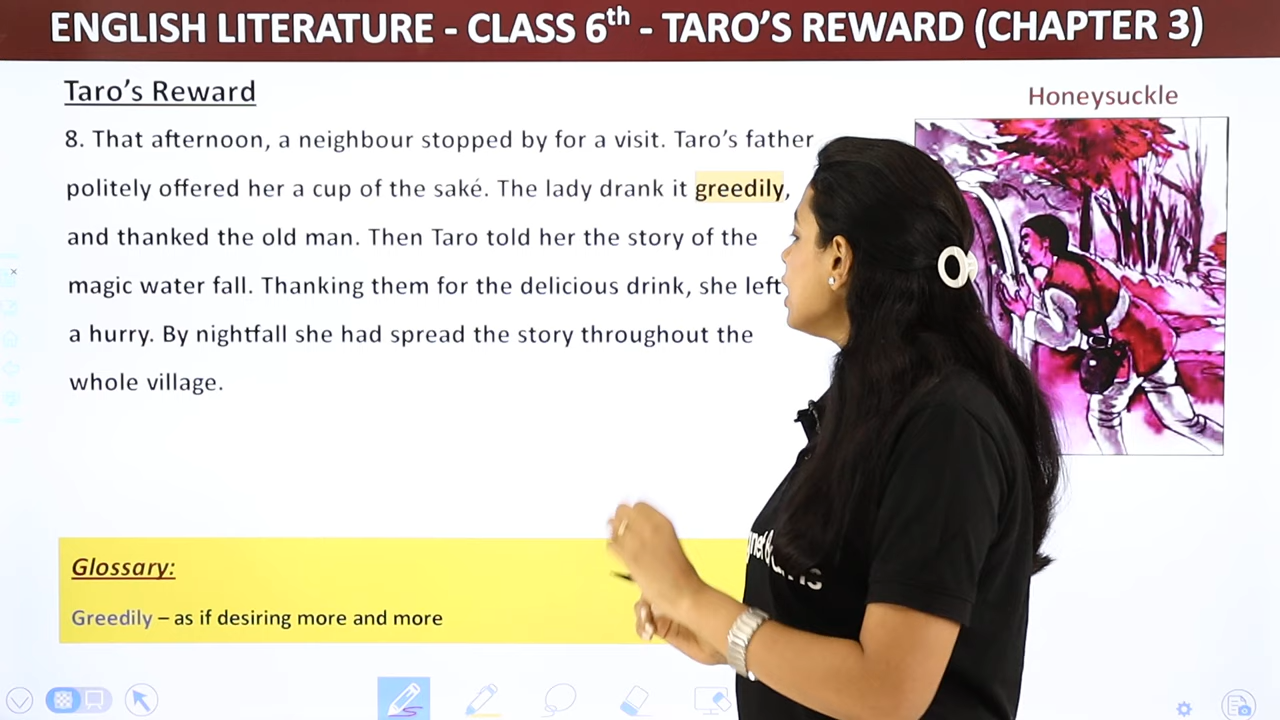 ENGLISH LITERATURE - CLASS 6th - TARO'S REWARD (CHAPTER 3)
Taro's Reward
Honeysuckle
8. That afternoon, a neighbour stopped by for a visit. Taro's father
politely offered her a cup of the saké. The lady drank it greedily,
and thanked the old man. Then Taro told her the story of the
magic water fall. Thanking them for the delicious drink, she left
a hurry. By nightfall she had spread the story throughout the
whole village.
Glossary:
Greedily – as if desiring more and more